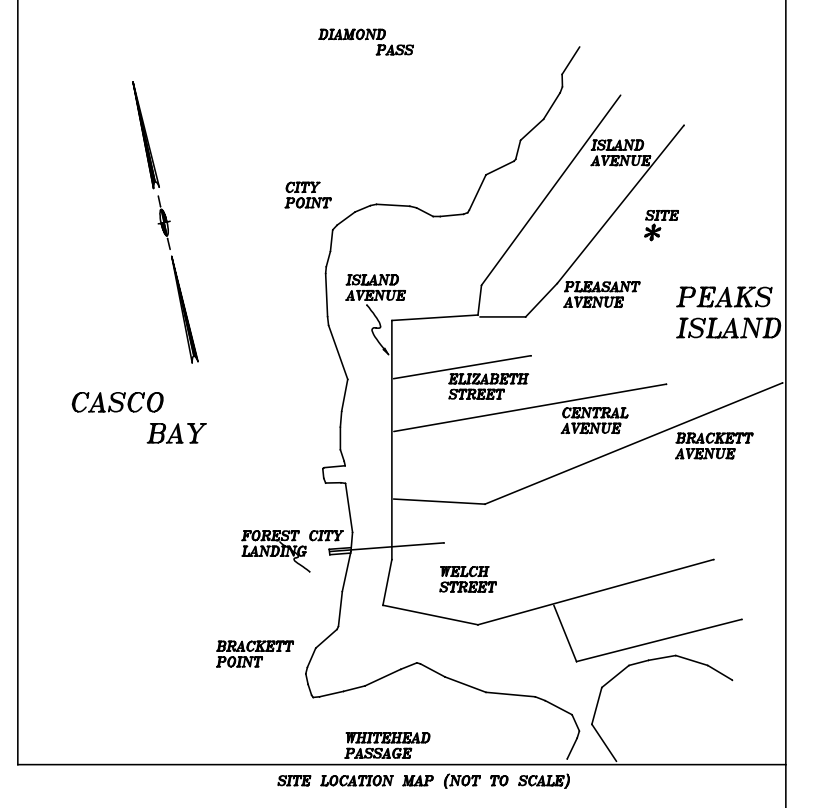 DIAMOND
PASS
ISLAND
AVENUE
CITY
POINT
SITE
*
ISLAND
AVENUE
PLEASANT
AVENUE
PEAKS
ISLAND
CASCO
BAY
ELIZABETH
STREET
CENTRAL
AVENUE
BRACKETT
AVENUE
FOREST CITY
LANDING
WELCH
STREET
BRACKETT
POINT
WHITEHEAD
PASSAGE
SITE LOCATION MAP (NOT TO SCALE)